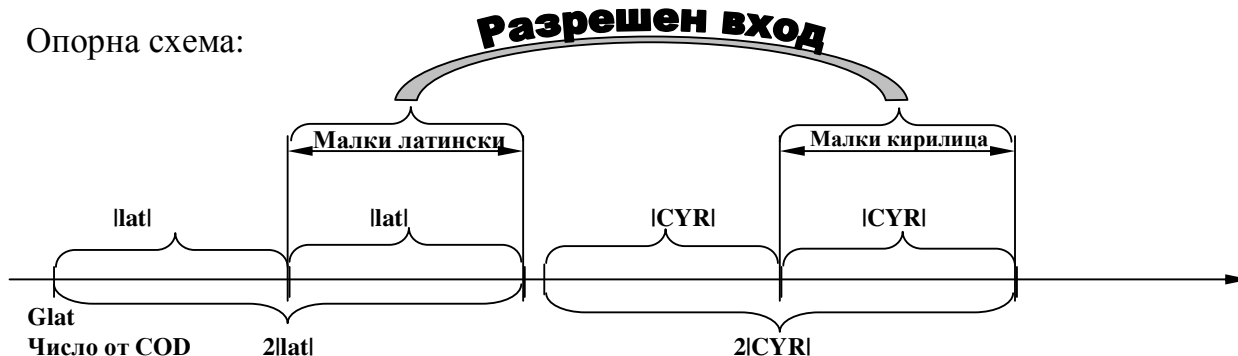 Разрешен вход
Опорна схема:
Малки латински
Малки кирилица
|lat|
|lat|
|CYR|
|CYR|
Glat
Число от COD
2|lat|
2|CYR|